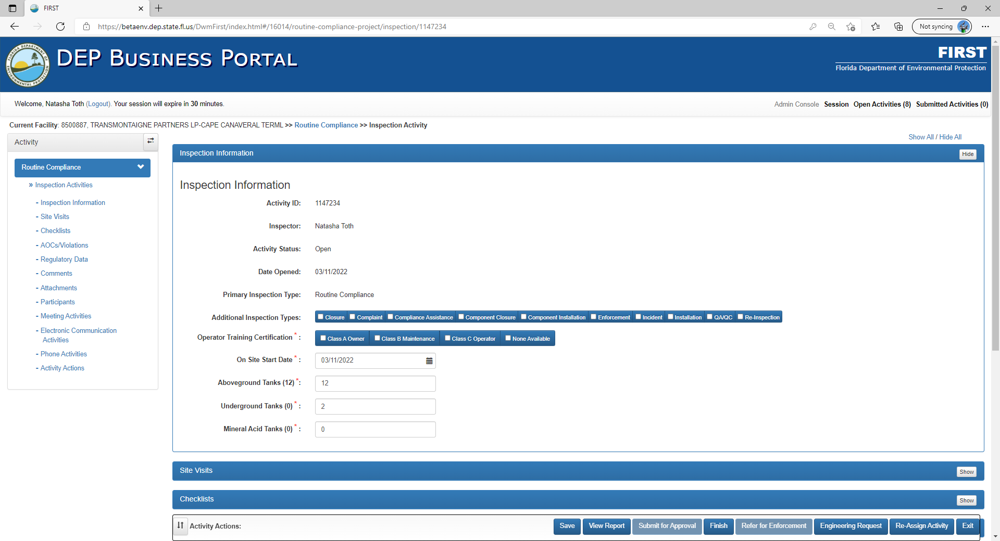 FIRST
https://betaenv.dep.state.fl.us/DwmFirst/index.html#/16014/routine-compliance-project/inspection/1147234
Not syncing
DEP BUSINESS PORTAL
FIRST
Florida Department of Environmental Protection
FLORIDA DEPARTMENT OF ENVIRONMENTAL PROTECTION
Welcome, Natasha Toth (Logout). Your session will expire in 30 minutes.
Admin Console Session Open Activities (8) Submitted Activities (0)
Current Facility: 8500887, TRANSMONTAIGNE PARTNERS LP-CAPE CANAVERAL TERML >> Routine Compliance >> Inspection Activity
Show All / Hide All
Activity
Routine Compliance
» Inspection Activities
- Inspection Information
- Site Visits
- Checklists
- AOCs/Violations
- Regulatory Data
- Comments
- Attachments
- Participants
- Meeting Activities
- Electronic Communication
Activities
- Phone Activities
- Activity Actions
Inspection Information
Hide
Inspection Information
Activity ID: 1147234
Inspector: Natasha Toth
Activity Status: Open
Date Opened: 03/11/2022
Primary Inspection Type: Routine Compliance
Additional Inspection Types: Closure Complaint Compliance Assistance Component Closure Component Installation Enforcement Incident Installation QA/QC Re-Inspection
Operator Training Certification * : Class A Owner Class B Maintenance Class C Operator None Available
On Site Start Date * : 03/11/2022
Aboveground Tanks (12) * : 12
Underground Tanks (0) * : 2
Mineral Acid Tanks (0) * : 0
Site Visits
Show
Checklists
Show
Activity Actions: Save View Report Submit for Approval Finish Refer for Enforcement Engineering Request Re-Assign Activity Exit